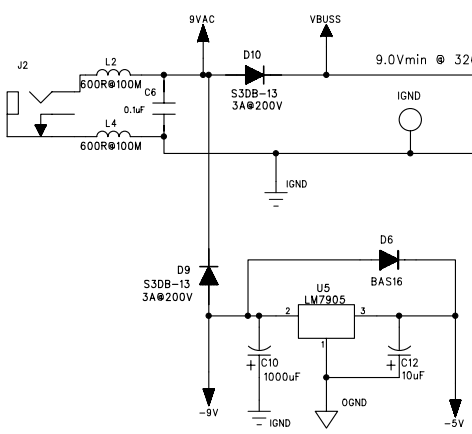 9VAC
VBUSS
J2
L2
600R@100M
D10
S3DB-13
3A@200V
9.0Vmin @ 32
C6
0.1uF
IGND
L4
600R@100M
IGND
D9
S3DB-13
3A@200V
D6
BAS16
U5
LM7905
2
3
1
+
C10
1000uF
+
C12
10uF
-9V
IGND
OGND
-5V